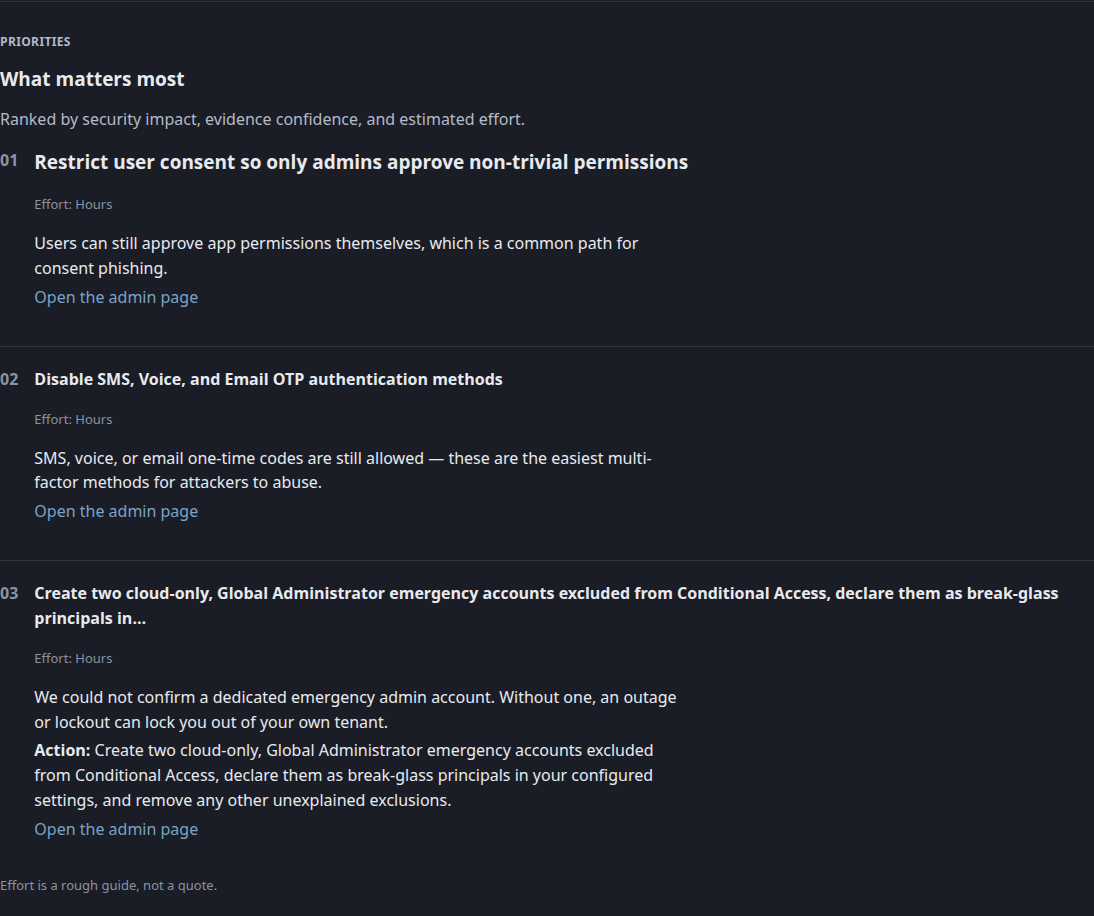 PRIORITIES
What matters most
Ranked by security impact, evidence confidence, and estimated effort.
01 Restrict user consent so only admins approve non-trivial permissions
Effort: Hours
Users can still approve app permissions themselves, which is a common path for
consent phishing.
Open the admin page
02 Disable SMS, Voice, and Email OTP authentication methods
Effort: Hours
SMS, voice, or email one-time codes are still allowed — these are the easiest multi-
factor methods for attackers to abuse.
Open the admin page
03 Create two cloud-only, Global Administrator emergency accounts excluded from Conditional Access, declare them as break-glass
principals in...
Effort: Hours
We could not confirm a dedicated emergency admin account. Without one, an outage
or lockout can lock you out of your own tenant.
Action: Create two cloud-only, Global Administrator emergency accounts excluded
from Conditional Access, declare them as break-glass principals in your configured
settings, and remove any other unexplained exclusions.
Open the admin page
Effort is a rough guide, not a quote.